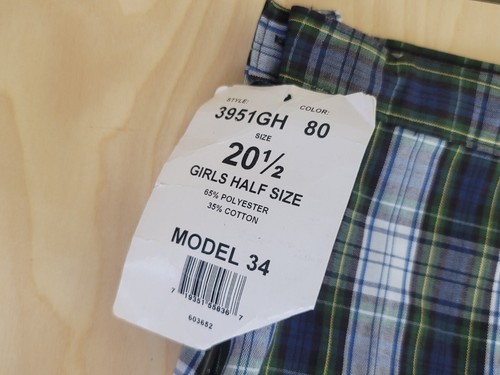 STYLE: COLOR:
3951GH 80
SIZE
20½
GIRLS HALF SIZE
65% POLYESTER
35% COTTON
MODEL 34
7 19351 55636 7
603652